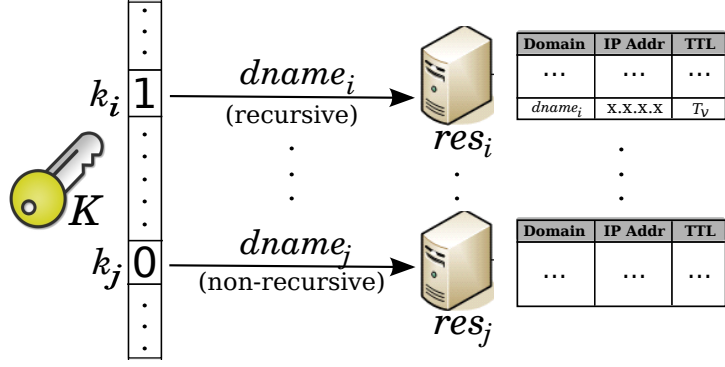 k_i 1 dname_i (recursive) res_i
Domain IP Addr TTL
... ... ...
dname_i x.x.x.x T_v
K
k_j 0 dname_j (non-recursive) res_j
Domain IP Addr TTL
... ... ...